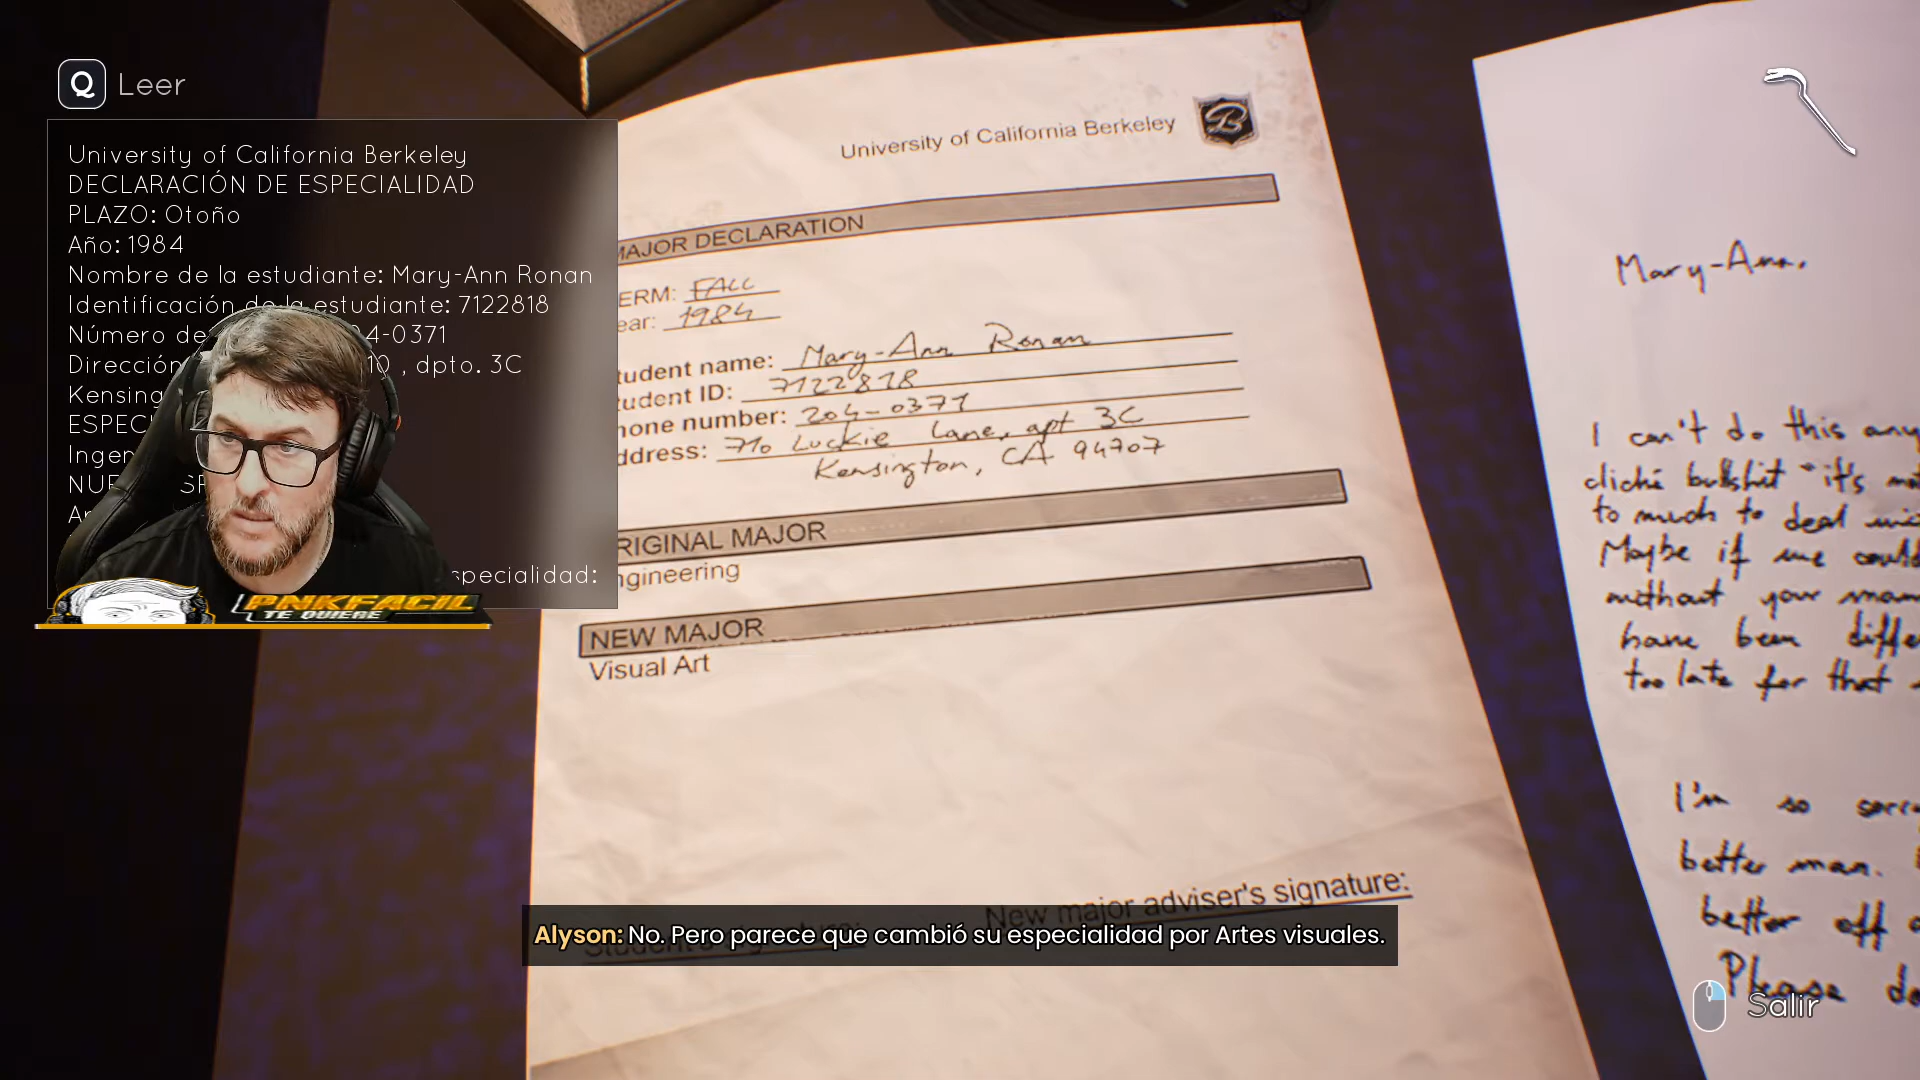 Q Leer
University of California Berkeley
DECLARACIÓN DE ESPECIALIDAD
PLAZO: Otoño
Año: 1984
Nombre de la estudiante: Mary-Ann Ronan
Identificación de la estudiante: 7122818
Número de 4-0371
Dirección 10 , dpto. 3C
Kensing
ESPEC
Ingen
specialidad:
PNKFACIL
TE QUIERE
University of California Berkeley
B
MAJOR DECLARATION
ERM: FALL
ear: 1984
tudent name: Mary-Ann Ronan
tudent ID: 7122818
hone number: 204-0371
ddress: 710 Luckie Lane, apt 3C
Kensington, CA 94707
RIGINAL MAJOR
ngineering
NEW MAJOR
Visual Art
New major adviser's signature:
Mary-Ann,
I can't do this any
cliché bullshit "it's not
to much to deal
Maybe if we could
without your mom
have been diffe
too late for that
I'm so sorry
better man.
better off
Please do
Alyson: No. Pero parece que cambió su especialidad por Artes visuales.
Salir